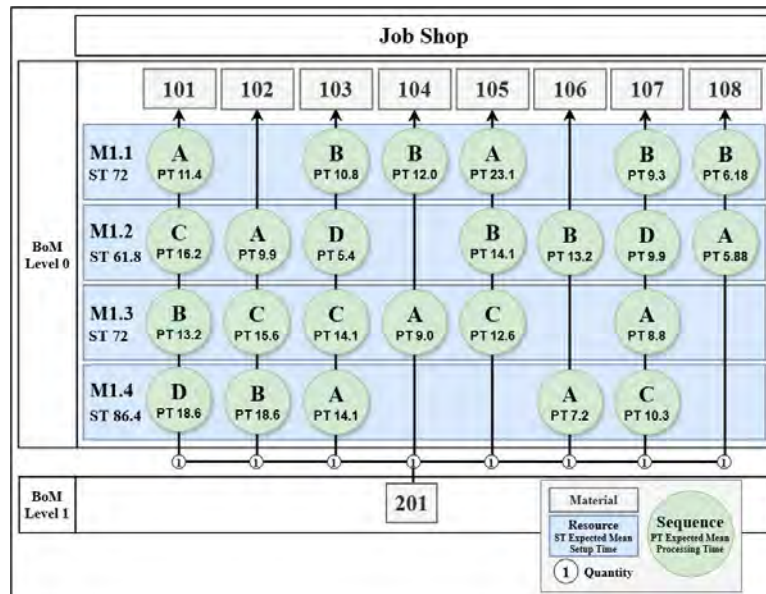 Job Shop
BoM
Level 0
101 102 103 104 105 106 107 108
M1.1
ST 72
A
PT 11.4
B
PT 10.8
B
PT 12.0
A
PT 23.1
B
PT 9.3
B
PT 6.18
M1.2
ST 61.8
C
PT 16.2
A
PT 9.9
D
PT 5.4
B
PT 14.1
B
PT 13.2
D
PT 9.9
A
PT 5.88
M1.3
ST 72
B
PT 13.2
C
PT 15.6
C
PT 14.1
A
PT 9.0
C
PT 12.6
A
PT 8.8
M1.4
ST 86.4
D
PT 18.6
B
PT 18.6
A
PT 14.1
A
PT 7.2
C
PT 10.3
1 1 1 1 1 1 1 1
BoM
Level 1
201
Material
Resource
ST Expected Mean
Setup Time
1 Quantity
Sequence
PT Expected Mean
Processing Time